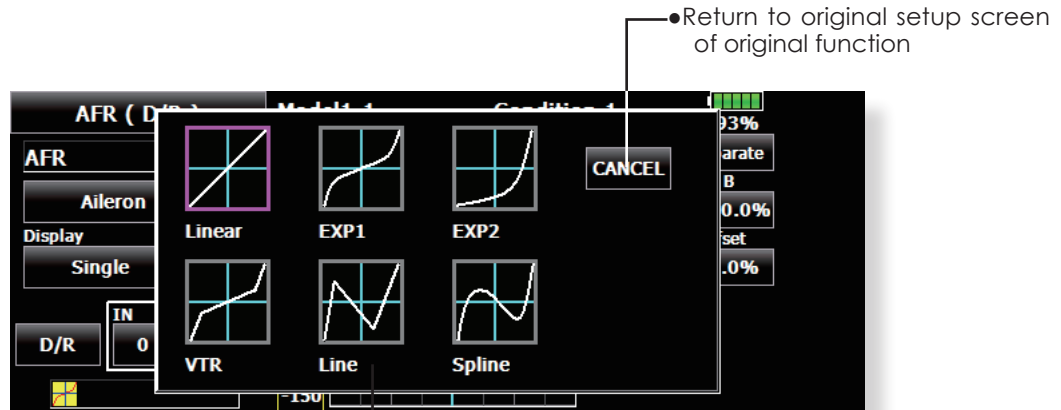 ●Return to original setup screen
of original function
AFR ( D/R )
93%
AFR
CANCEL
B
Aileron
0.0%
Linear
EXP1
EXP2
Display
Single
.0%
IN
D/R
0
VTR
Line
Spline
-150